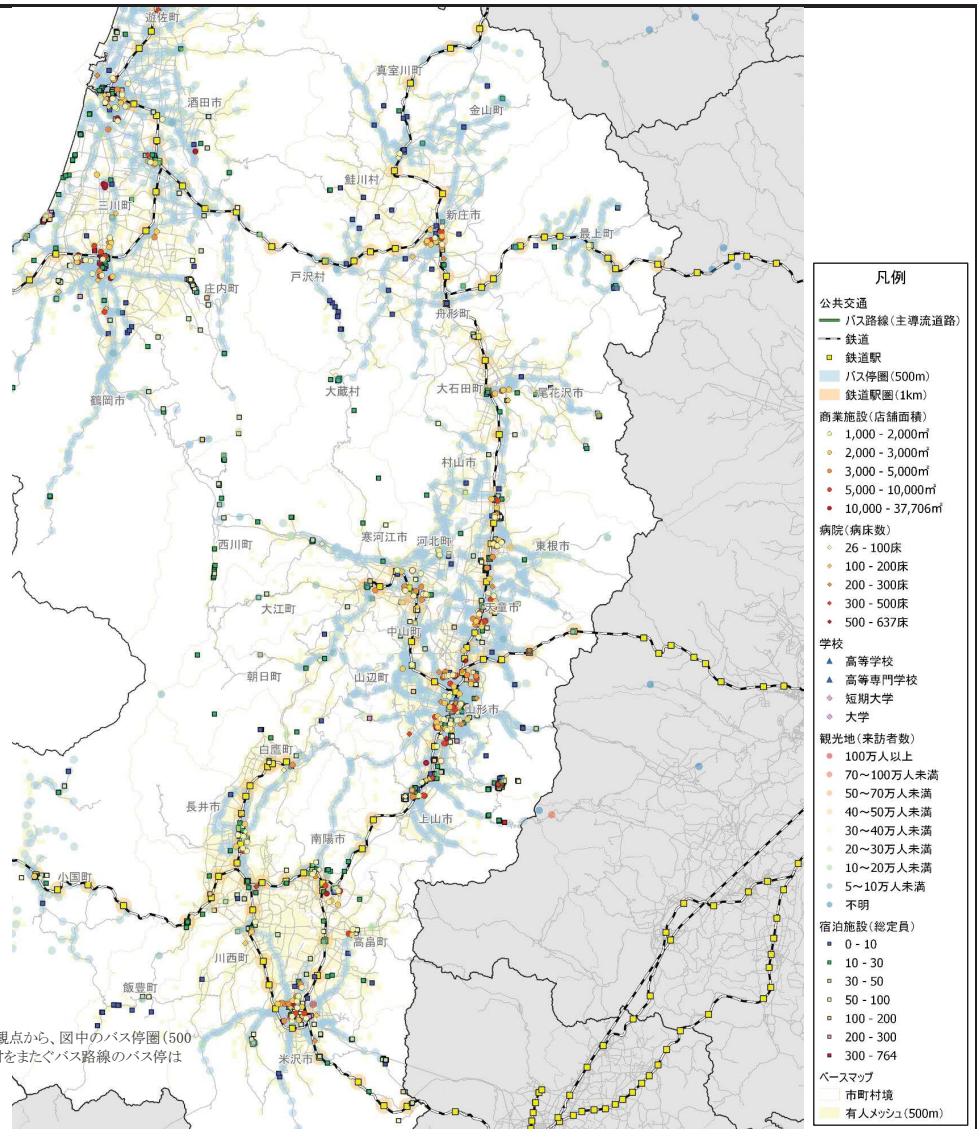 遊佐町
真室川町
酒田市
金山町
鮭川村
三川町
新庄市
最上町
戸沢村
庄内町
舟形町
大蔵村
大石田町
尾花沢市
鶴岡市
村山市
寒河江市
河北町
東根市
西川町
大江町
天童市
中山町
朝日町
山辺町
山形市
白鷹町
長井市
南陽市
上山市
小国町
高畠町
川西町
飯豊町
観点から、図中のバス停圏(500
村をまたぐバス路線のバス停は
米沢市
凡例
公共交通
バス路線(主導流道路)
鉄道
鉄道駅
バス停圏(500m)
鉄道駅圏(1km)
商業施設(店舗面積)
1,000 - 2,000㎡
2,000 - 3,000㎡
3,000 - 5,000㎡
5,000 - 10,000㎡
10,000 - 37,706㎡
病院(病床数)
26 - 100床
100 - 200床
200 - 300床
300 - 500床
500 - 637床
学校
高等学校
高等専門学校
短期大学
大学
観光地(来訪者数)
100万人以上
70～100万人未満
50～70万人未満
40～50万人未満
30～40万人未満
20～30万人未満
10～20万人未満
5～10万人未満
不明
宿泊施設(総定員)
0 - 10
10 - 30
30 - 50
50 - 100
100 - 200
200 - 300
300 - 764
ベースマップ
市町村境
有人メッシュ(500m)